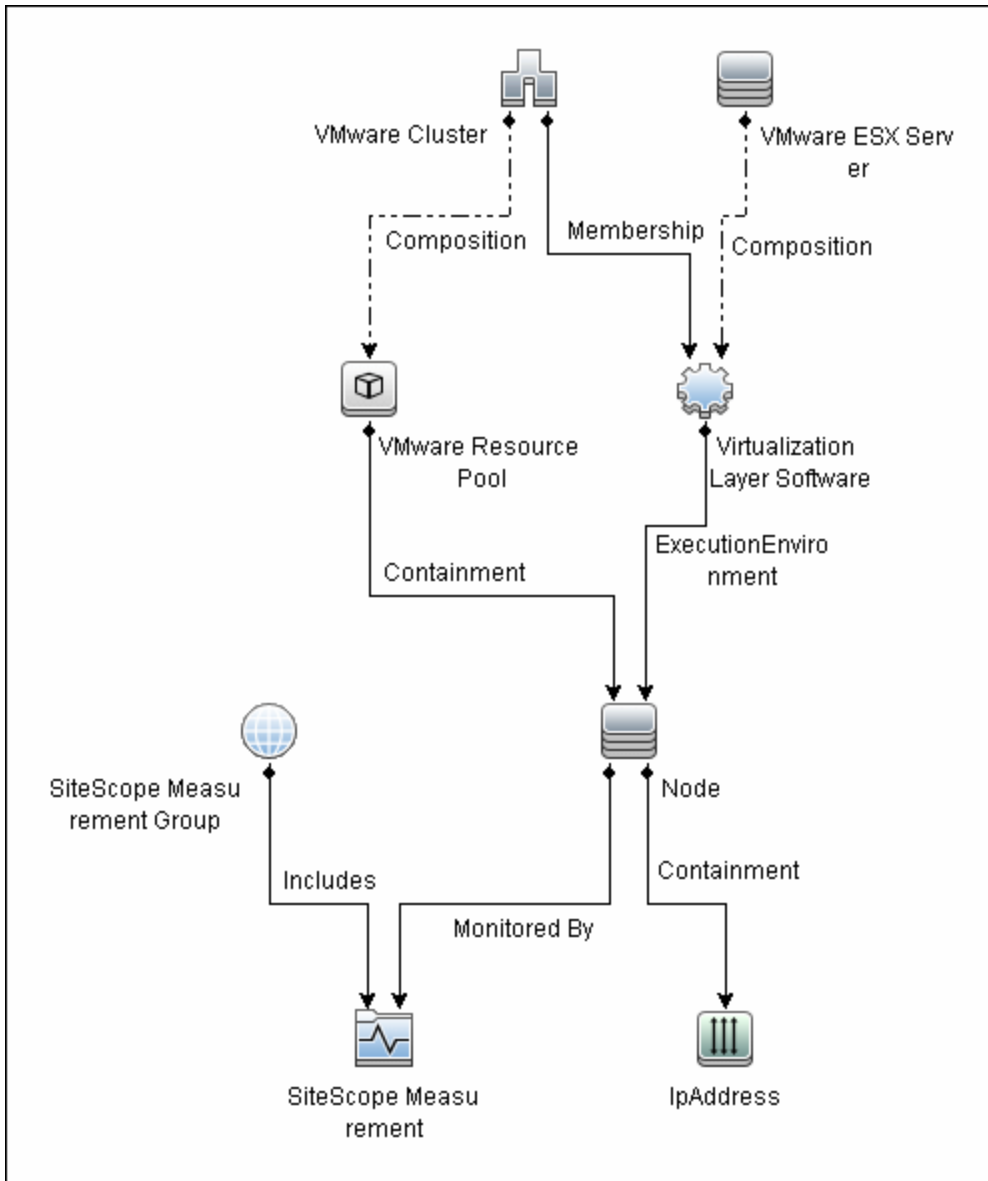 VMware Cluster
VMware ESX Serv
er
Composition
Membership
Composition
VMware Resource
Pool
Virtualization
Layer Software
ExecutionEnviro
nment
Containment
SiteScope Measu
rement Group
Node
Includes
Containment
Monitored By
SiteScope Measu
rement
IpAddress